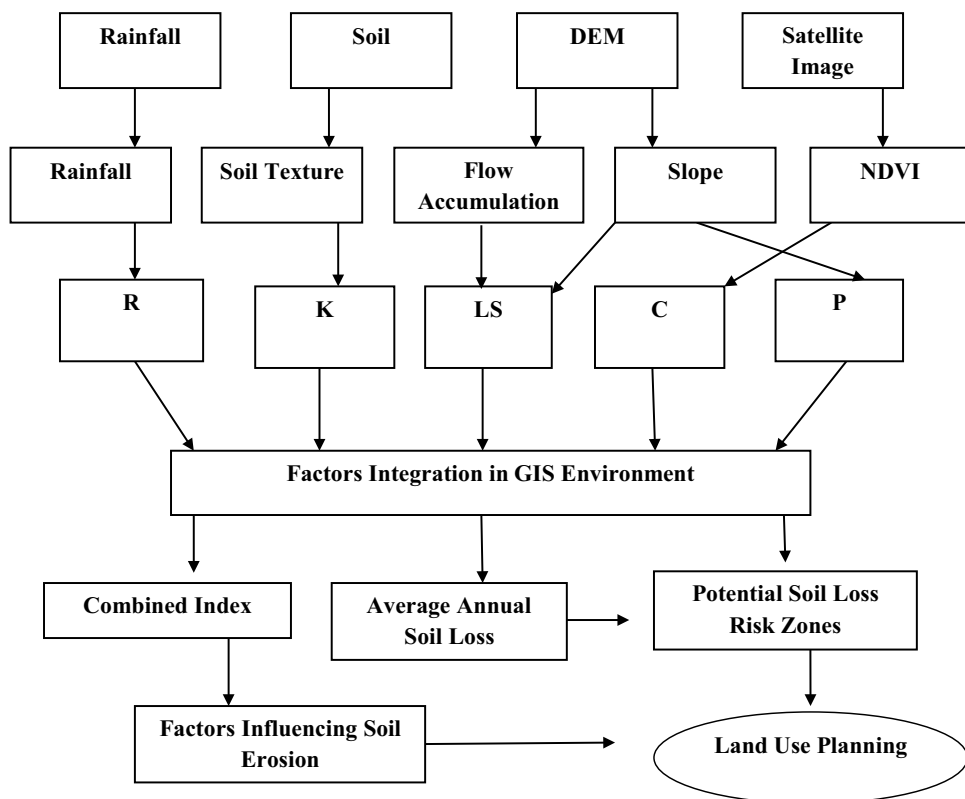 Rainfall
Soil
DEM
Satellite
Image
Rainfall
Soil Texture
Flow
Accumulation
Slope
NDVI
R
K
LS
C
P
Factors Integration in GIS Environment
Combined Index
Average Annual
Soil Loss
Potential Soil Loss
Risk Zones
Factors Influencing Soil
Erosion
Land Use Planning